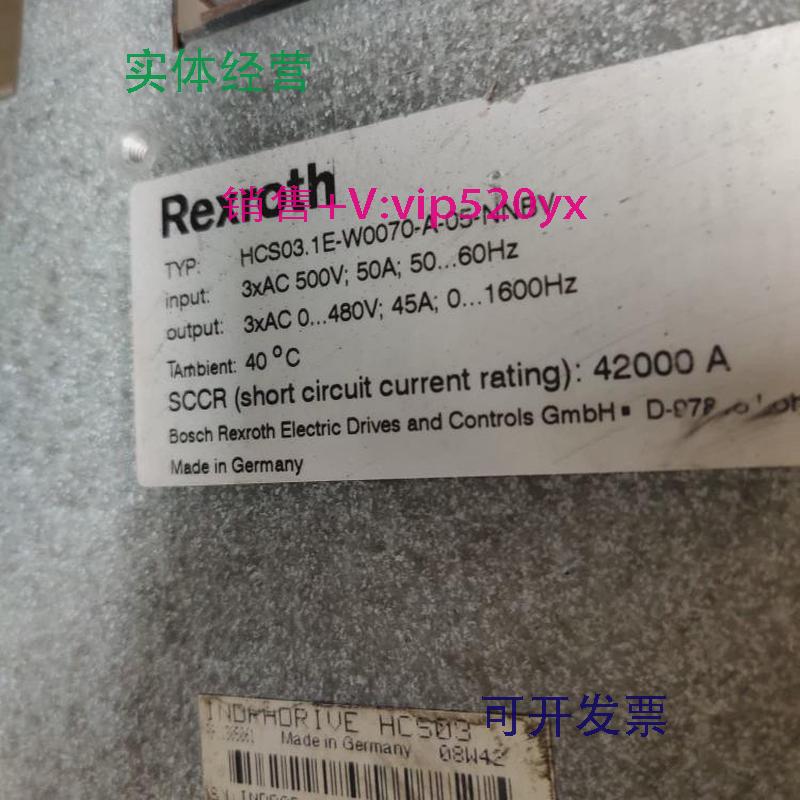 实体经营
Rexroth
销售+V:vip520yx
TYP: HCS03.1E-W0070-A-05-NNBV
input: 3xAC 500V; 50A; 50...60Hz
output: 3xAC 0...480V; 45A; 0...1600Hz
TAmbient: 40 °C
SCCR (short circuit current rating): 42000 A
Bosch Rexroth Electric Drives and Controls GmbH ▪
Made in Germany
可开发票
INDRADRIVE HCS03
Made in Germany 08W42